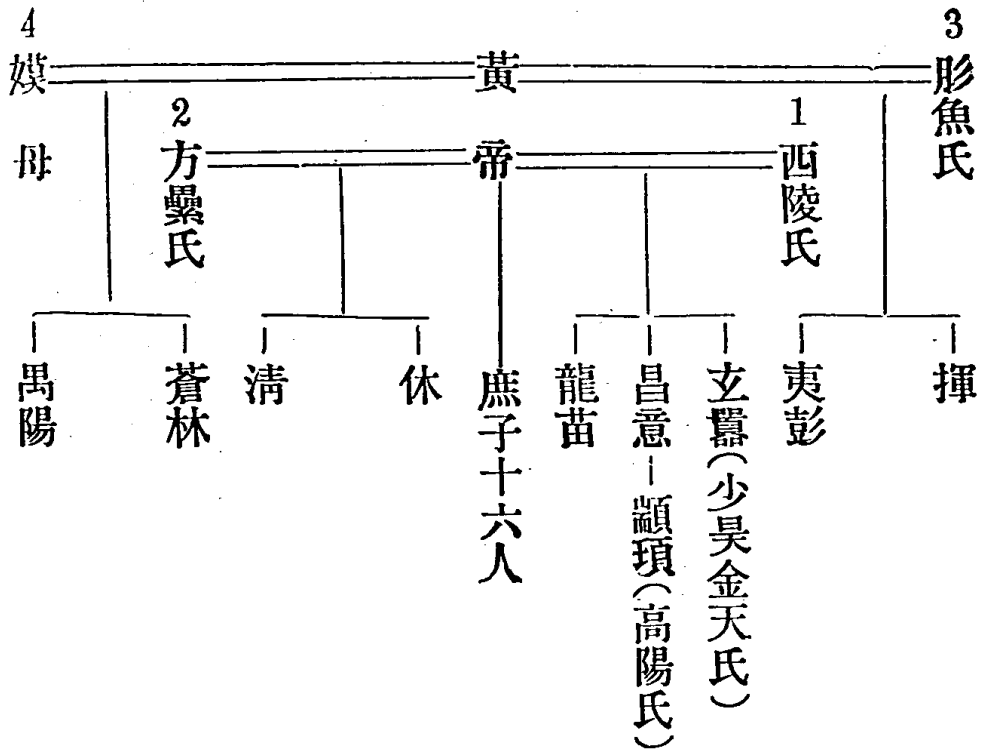 3
彤魚氏
1
西陵氏
黃帝
2
方纍氏
4
嫫母
揮
夷彭
玄囂(少昊金天氏)
昌意-顓頊(高陽氏)
龍苗
庶子十六人
休
淸
蒼林
禺陽